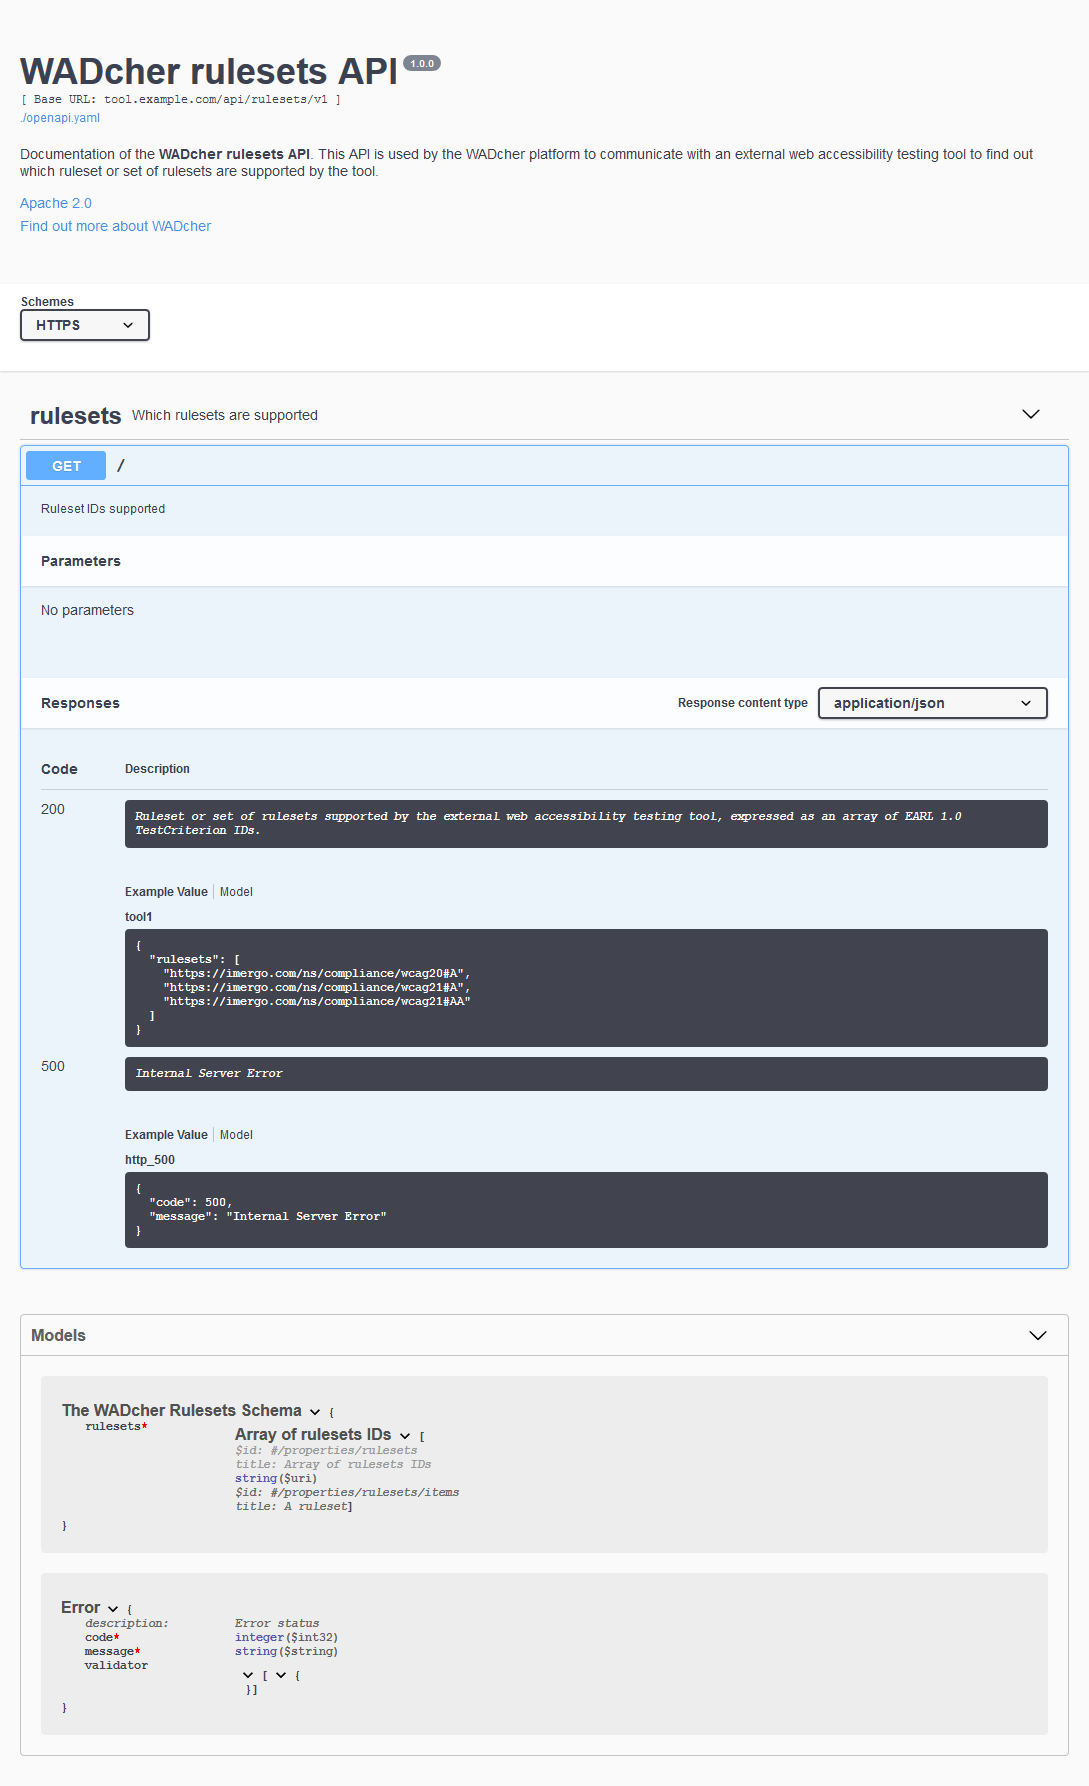 WADcher rulesets API 1.0.0
[ Base URL: tool.example.com/api/rulesets/v1 ]
./openapi.yaml
Documentation of the WADcher rulesets API. This API is used by the WADcher platform to communicate with an external web accessibility testing tool to find out
which ruleset or set of rulesets are supported by the tool.
Apache 2.0
Find out more about WADcher
Schemes
HTTPS
rulesets Which rulesets are supported
GET /
Ruleset IDs supported
Parameters
No parameters
Responses Response content type application/json
Code Description
200 Ruleset or set of rulesets supported by the external web accessibility testing tool, expressed as an array of EARL 1.0
TestCriterion IDs.
Example Value Model
tool1
{
  "rulesets": [
    "https://imergo.com/ns/compliance/wcag20#A",
    "https://imergo.com/ns/compliance/wcag21#A",
    "https://imergo.com/ns/compliance/wcag21#AA"
  ]
}
500 Internal Server Error
Example Value Model
http_500
{
  "code": 500,
  "message": "Internal Server Error"
}
Models
The WADcher Rulesets Schema {
rulesets*
Array of rulesets IDs [
$id: #/properties/rulesets
title: Array of rulesets IDs
string($uri)
$id: #/properties/rulesets/items
title: A ruleset]
}
Error {
description: Error status
code* integer($int32)
message* string($string)
validator
[ {
}]
}